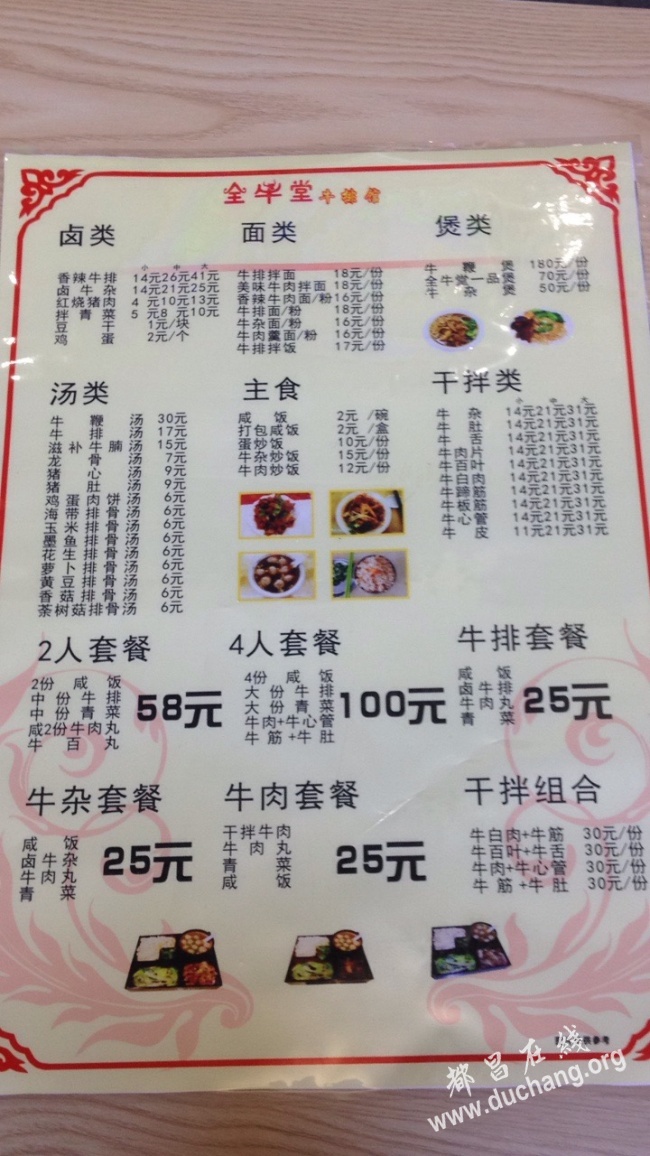 全牛堂牛排馆
卤类
小 中 大
香辣牛排 14元26元41元
卤牛杂 14元21元25元
红烧猪肉 4元10元13元
拌青菜 5元8元10元
豆干 1元/块
鸡蛋 2元/个
面类
牛排拌面 18元/份
美味牛肉拌面 18元/份
香辣牛肉面/粉 16元/份
牛排面/粉 18元/份
牛杂面/粉 16元/份
牛肉羹面/粉 16元/份
牛排拌饭 17元/份
煲类
牛鞭煲 180元/份
全牛堂一品煲 70元/份
牛杂煲 50元/份
汤类
牛鞭汤 30元
牛排汤 17元
滋补牛腩汤 15元
龙骨汤 7元
猪心汤 9元
猪肚汤 9元
鸡蛋肉饼汤 6元
海带排骨汤 6元
玉米排骨汤 6元
墨鱼排骨汤 6元
花生排骨汤 6元
萝卜排骨汤 6元
黄豆排骨汤 6元
香菇排骨汤 6元
茶树菇排骨汤 6元
主食
咸饭 2元/碗
打包咸饭 2元/盒
蛋炒饭 10元/份
牛杂炒饭 15元/份
牛肉炒饭 12元/份
干拌类
小 中 大
牛杂 14元21元31元
牛肚 14元21元31元
牛舌 14元21元31元
牛肉片 14元21元31元
牛百叶 14元21元31元
牛白肉 14元21元31元
牛蹄筋 14元21元31元
牛板筋 14元21元31元
牛心管 14元21元31元
牛皮 11元21元31元
2人套餐
2份咸饭
中份牛排
中份青菜
咸2份牛肉丸
牛百丸
58元
4人套餐
4份咸饭
大份牛排
大份青菜
牛肉+牛心管
牛筋+牛肚
100元
牛排套餐
咸饭
卤牛排
牛肉丸
青菜
25元
牛杂套餐
咸饭
卤牛杂
牛肉丸
青菜
25元
牛肉套餐
干拌牛肉
牛肉丸
青菜
咸饭
25元
干拌组合
牛白肉+牛筋 30元/份
牛百叶+牛舌 30元/份
牛肉+牛心管 30元/份
牛筋+牛肚 30元/份
参考
都昌在线
www.duchang.org